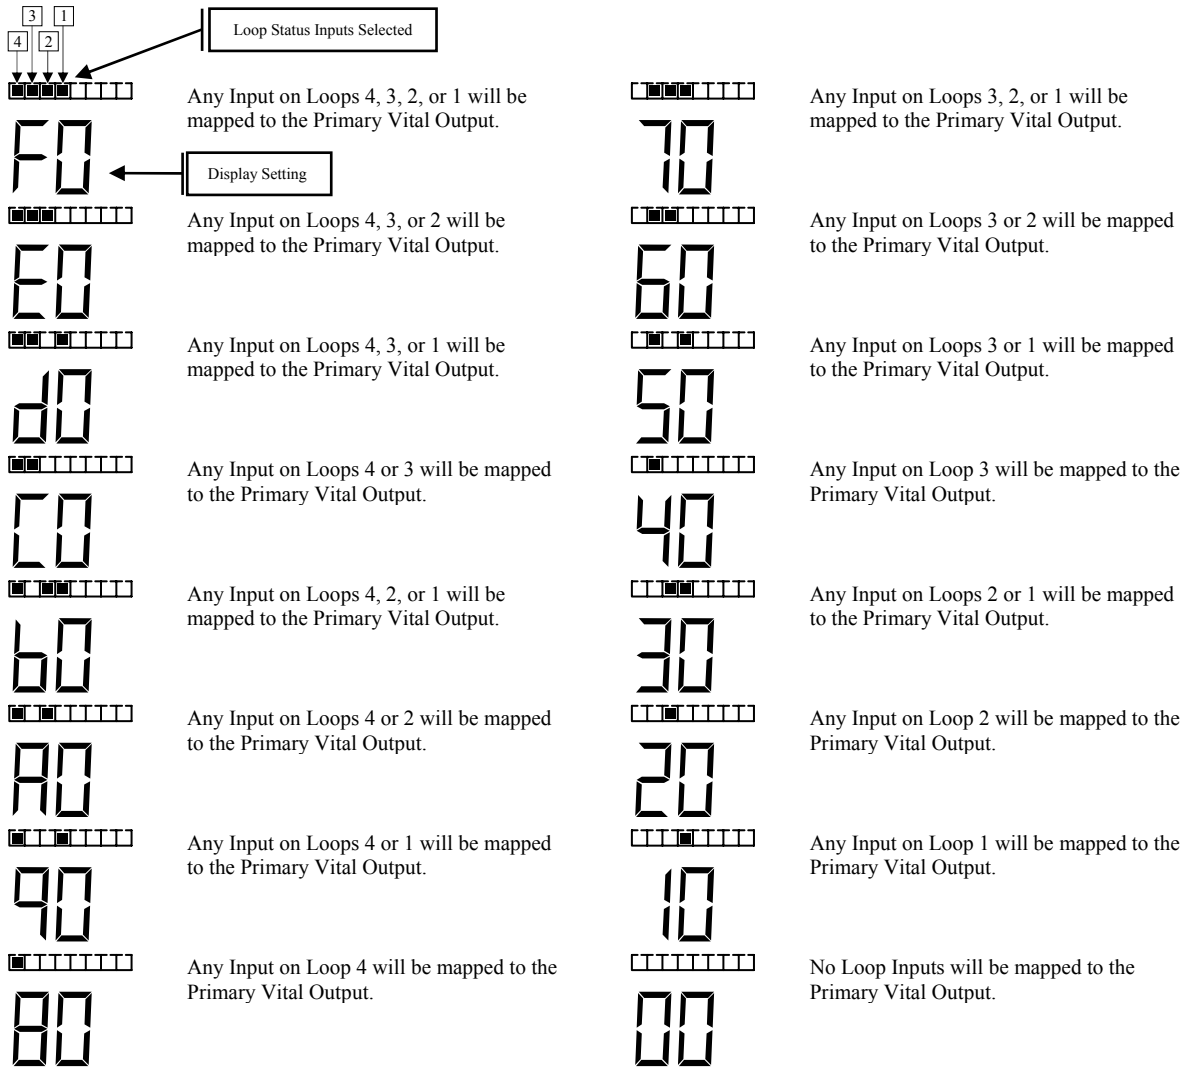 3 1
4 2
Loop Status Inputs Selected
Any Input on Loops 4, 3, 2, or 1 will be
mapped to the Primary Vital Output.
F0
Display Setting
Any Input on Loops 4, 3, or 2 will be
mapped to the Primary Vital Output.
E0
Any Input on Loops 4, 3, or 1 will be
mapped to the Primary Vital Output.
d0
Any Input on Loops 4 or 3 will be mapped
to the Primary Vital Output.
C0
Any Input on Loops 4, 2, or 1 will be
mapped to the Primary Vital Output.
b0
Any Input on Loops 4 or 2 will be mapped
to the Primary Vital Output.
A0
Any Input on Loops 4 or 1 will be mapped
to the Primary Vital Output.
90
Any Input on Loop 4 will be mapped to the
Primary Vital Output.
80
Any Input on Loops 3, 2, or 1 will be
mapped to the Primary Vital Output.
70
Any Input on Loops 3 or 2 will be mapped
to the Primary Vital Output.
60
Any Input on Loops 3 or 1 will be mapped
to the Primary Vital Output.
50
Any Input on Loop 3 will be mapped to the
Primary Vital Output.
40
Any Input on Loops 2 or 1 will be mapped
to the Primary Vital Output.
30
Any Input on Loop 2 will be mapped to the
Primary Vital Output.
20
Any Input on Loop 1 will be mapped to the
Primary Vital Output.
10
No Loop Inputs will be mapped to the
Primary Vital Output.
00